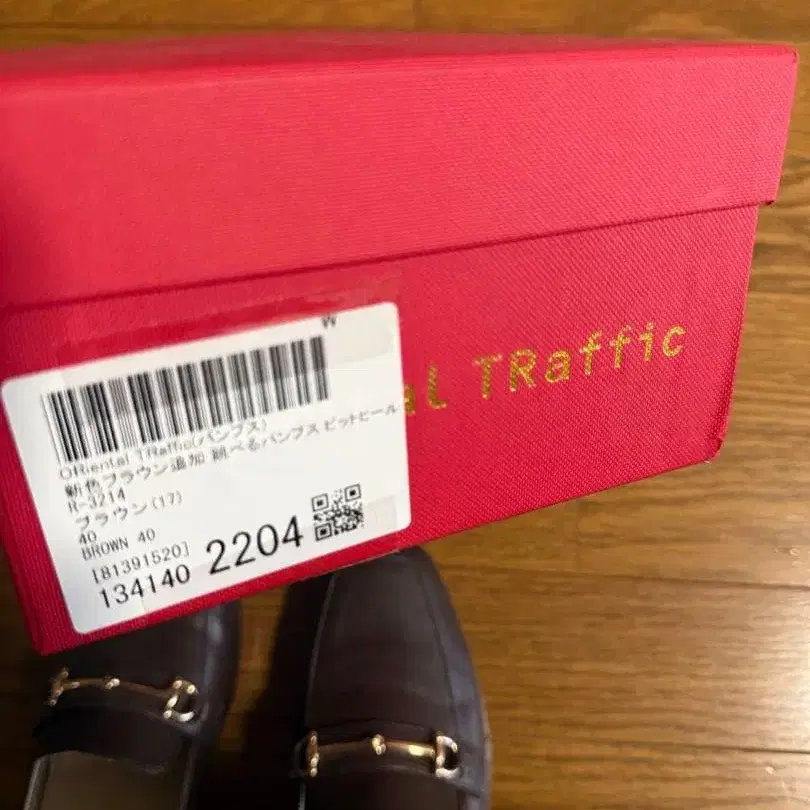 W
ORiental TRaffic(パンプス)
新色ブラウン追加 跳べるパンプス ビットヒール
R-3214
ブラウン(17)
40
BROWN 40
[81391520]
134140 2204
aL TRaffic